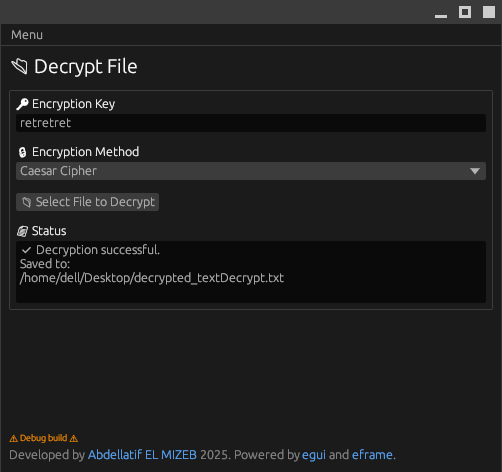 Menu
Decrypt File
Encryption Key
retretret
Encryption Method
Caesar Cipher
Select File to Decrypt
Status
✓ Decryption successful.
Saved to:
/home/dell/Desktop/decrypted_textDecrypt.txt
⚠ Debug build ⚠
Developed by Abdellatif EL MIZEB 2025. Powered by egui and eframe.